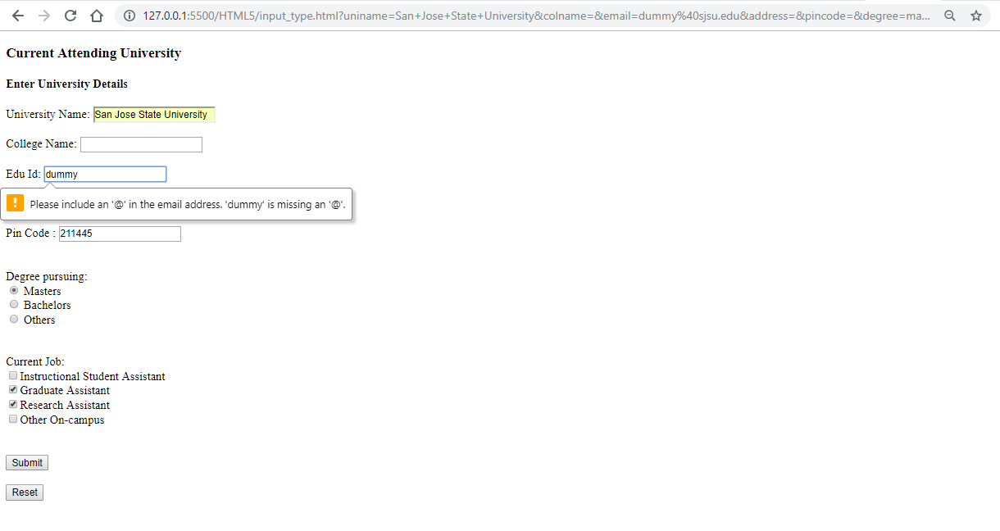 127.0.0.1:5500/HTML5/input_type.html?uniname=San+Jose+State+University&colname=&email=dummy%40sjsu.edu&address=&pincode=&degree=ma...
Current Attending University
Enter University Details
University Name: San Jose State University
College Name:
Edu Id: dummy
Please include an '@' in the email address. 'dummy' is missing an '@'.
Pin Code : 211445
Degree pursuing:
Masters
Bachelors
Others
Current Job:
Instructional Student Assistant
Graduate Assistant
Research Assistant
Other On-campus
Submit
Reset